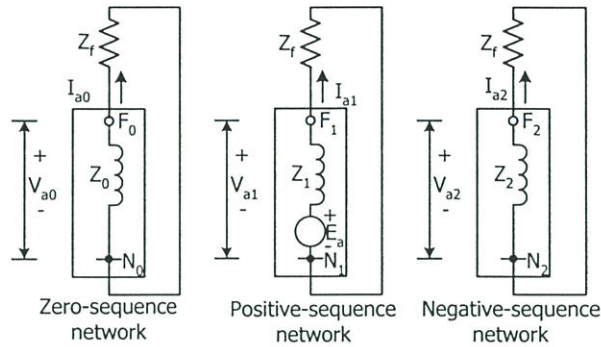 Z_f
I_a0
F_0
+
V_a0
-
Z_0
N_0
Zero-sequence
network
Z_f
I_a1
F_1
+
V_a1
-
Z_1
+
E_a
-
N_1
Positive-sequence
network
Z_f
I_a2
F_2
+
V_a2
-
Z_2
N_2
Negative-sequence
network